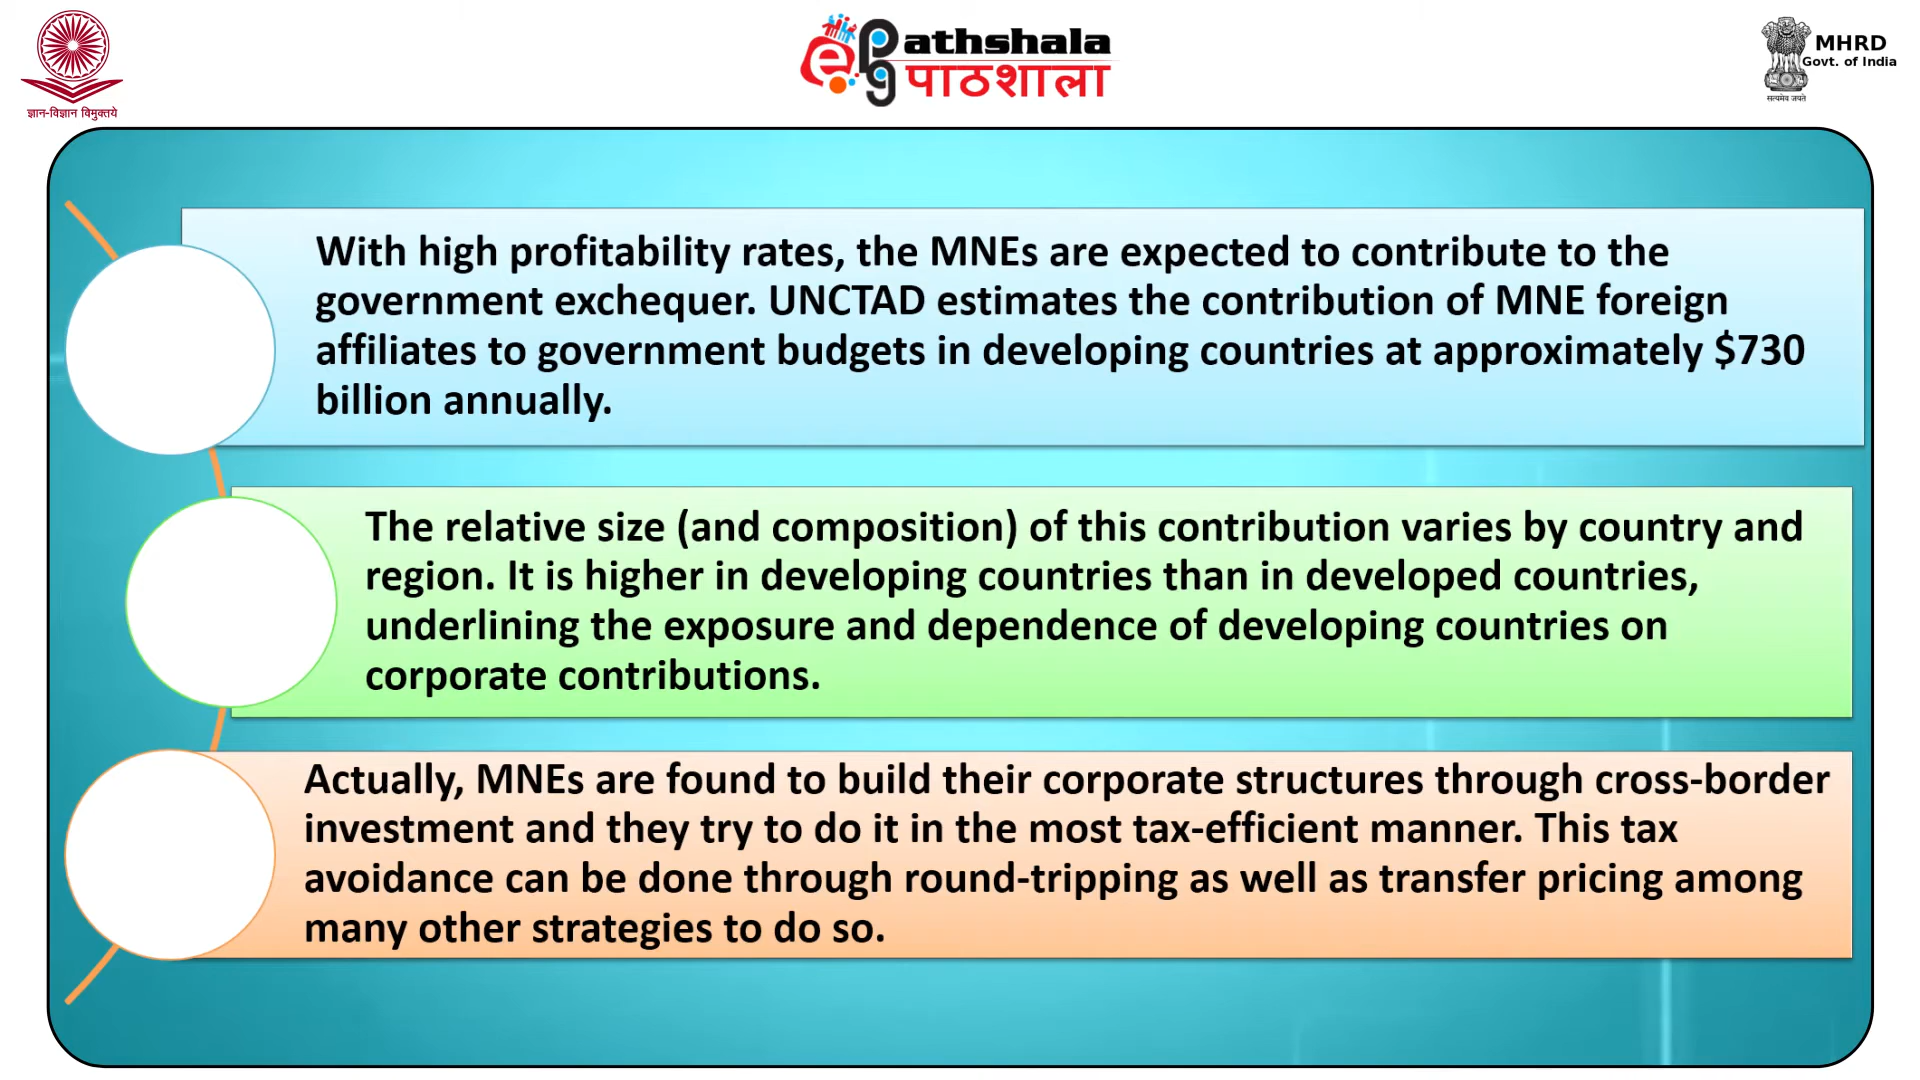 ज्ञान-विज्ञान विमुक्तये
e
pg
athshala
पाठशाला
MHRD
Govt. of India
सत्यमेव जयते
With high profitability rates, the MNEs are expected to contribute to the
government exchequer. UNCTAD estimates the contribution of MNE foreign
affiliates to government budgets in developing countries at approximately $730
billion annually.
The relative size (and composition) of this contribution varies by country and
region. It is higher in developing countries than in developed countries,
underlining the exposure and dependence of developing countries on
corporate contributions.
Actually, MNEs are found to build their corporate structures through cross-border
investment and they try to do it in the most tax-efficient manner. This tax
avoidance can be done through round-tripping as well as transfer pricing among
many other strategies to do so.